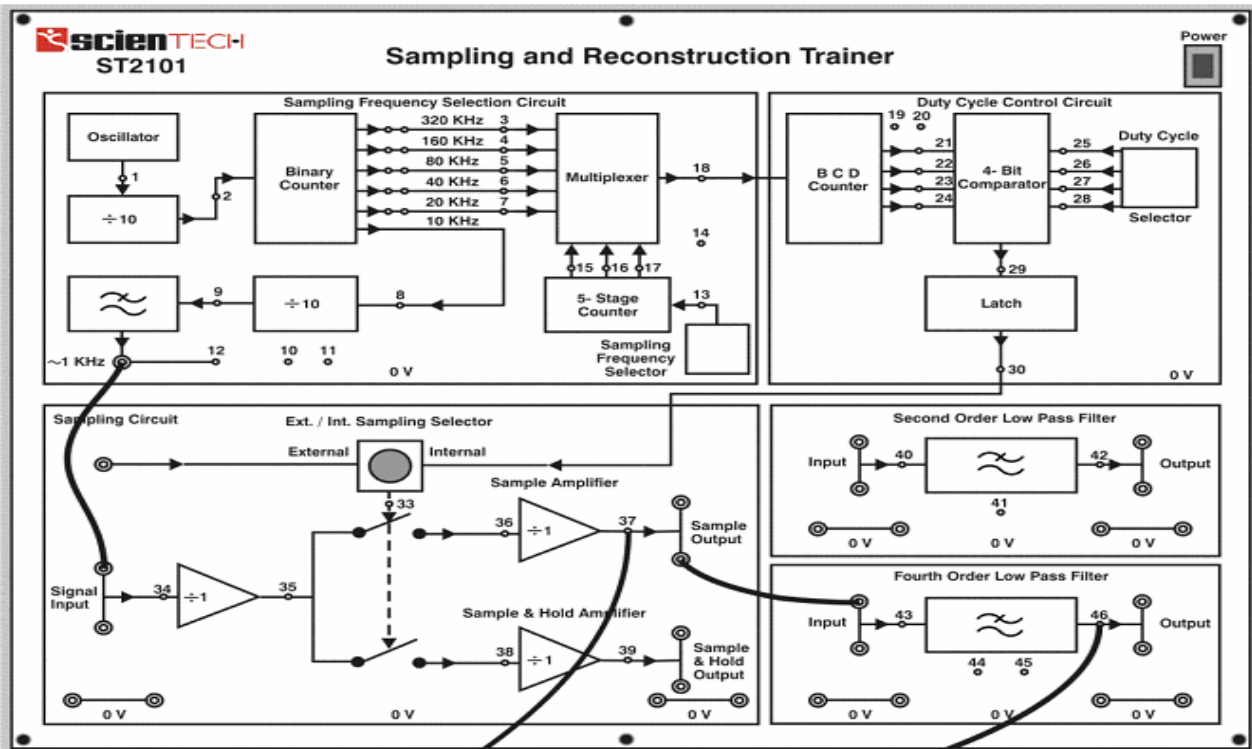 scienTECH
ST2101
Sampling and Reconstruction Trainer
Power
Sampling Frequency Selection Circuit
Oscillator
1
÷10
2
Binary
Counter
320 KHz 3
160 KHz 4
80 KHz 5
40 KHz 6
20 KHz 7
10 KHz
Multiplexer
18
14
15 16 17
5- Stage
Counter
13
Sampling
Frequency
Selector
8
÷10
9
~1 KHz
12
10 11
0 V
Duty Cycle Control Circuit
19 20
B C D
Counter
21
22
23
24
4- Bit
Comparator
25
26
27
28
Duty Cycle
Selector
29
Latch
30
0 V
Sampling Circuit
Ext. / Int. Sampling Selector
External
Internal
33
Sample Amplifier
36
÷1
37
Sample
Output
Signal
Input
34
÷1
35
Sample & Hold Amplifier
38
÷1
39
Sample
& Hold
Output
0 V
0 V
0 V
Second Order Low Pass Filter
Input
40
42
Output
41
0 V
0 V
0 V
Fourth Order Low Pass Filter
Input
43
46
Output
44 45
0 V
0 V
0 V